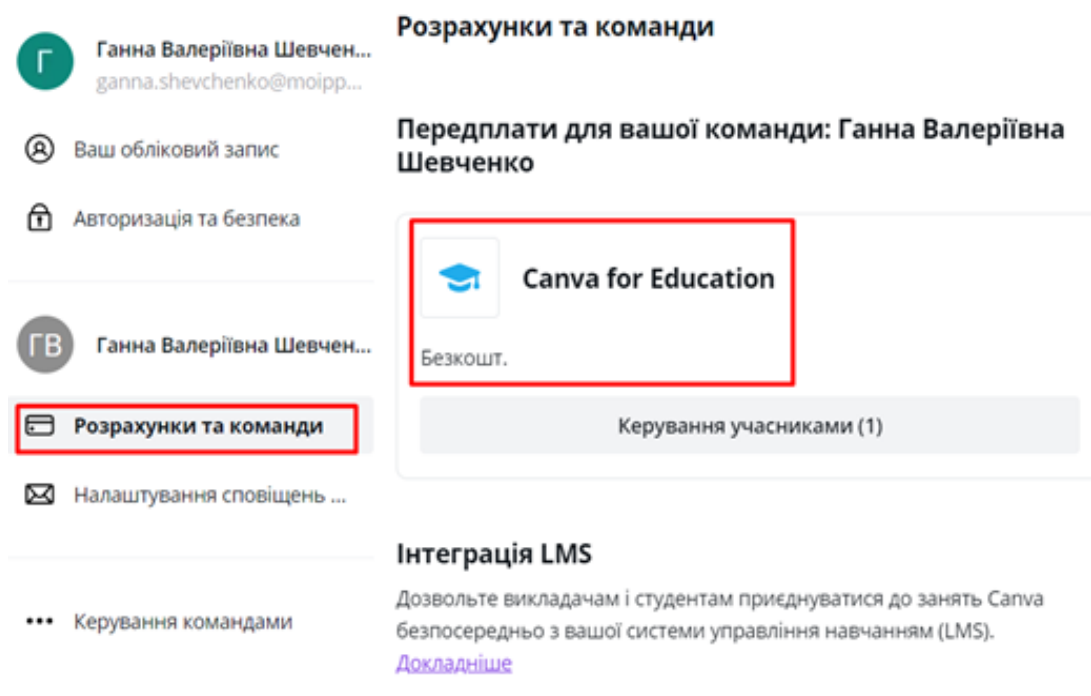 Г
Ганна Валеріївна Шевчен...
ganna.shevchenko@moipp...
Ваш обліковий запис
Авторизація та безпека
ГВ
Ганна Валеріївна Шевчен...
Розрахунки та команди
Налаштування сповіщень ...
Керування командами
Розрахунки та команди
Передплати для вашої команди: Ганна Валеріївна
Шевченко
Canva for Education
Безкошт.
Керування учасниками (1)
Інтеграція LMS
Дозвольте викладачам і студентам приєднуватися до занять Canva
безпосередньо з вашої системи управління навчанням (LMS).
Докладніше